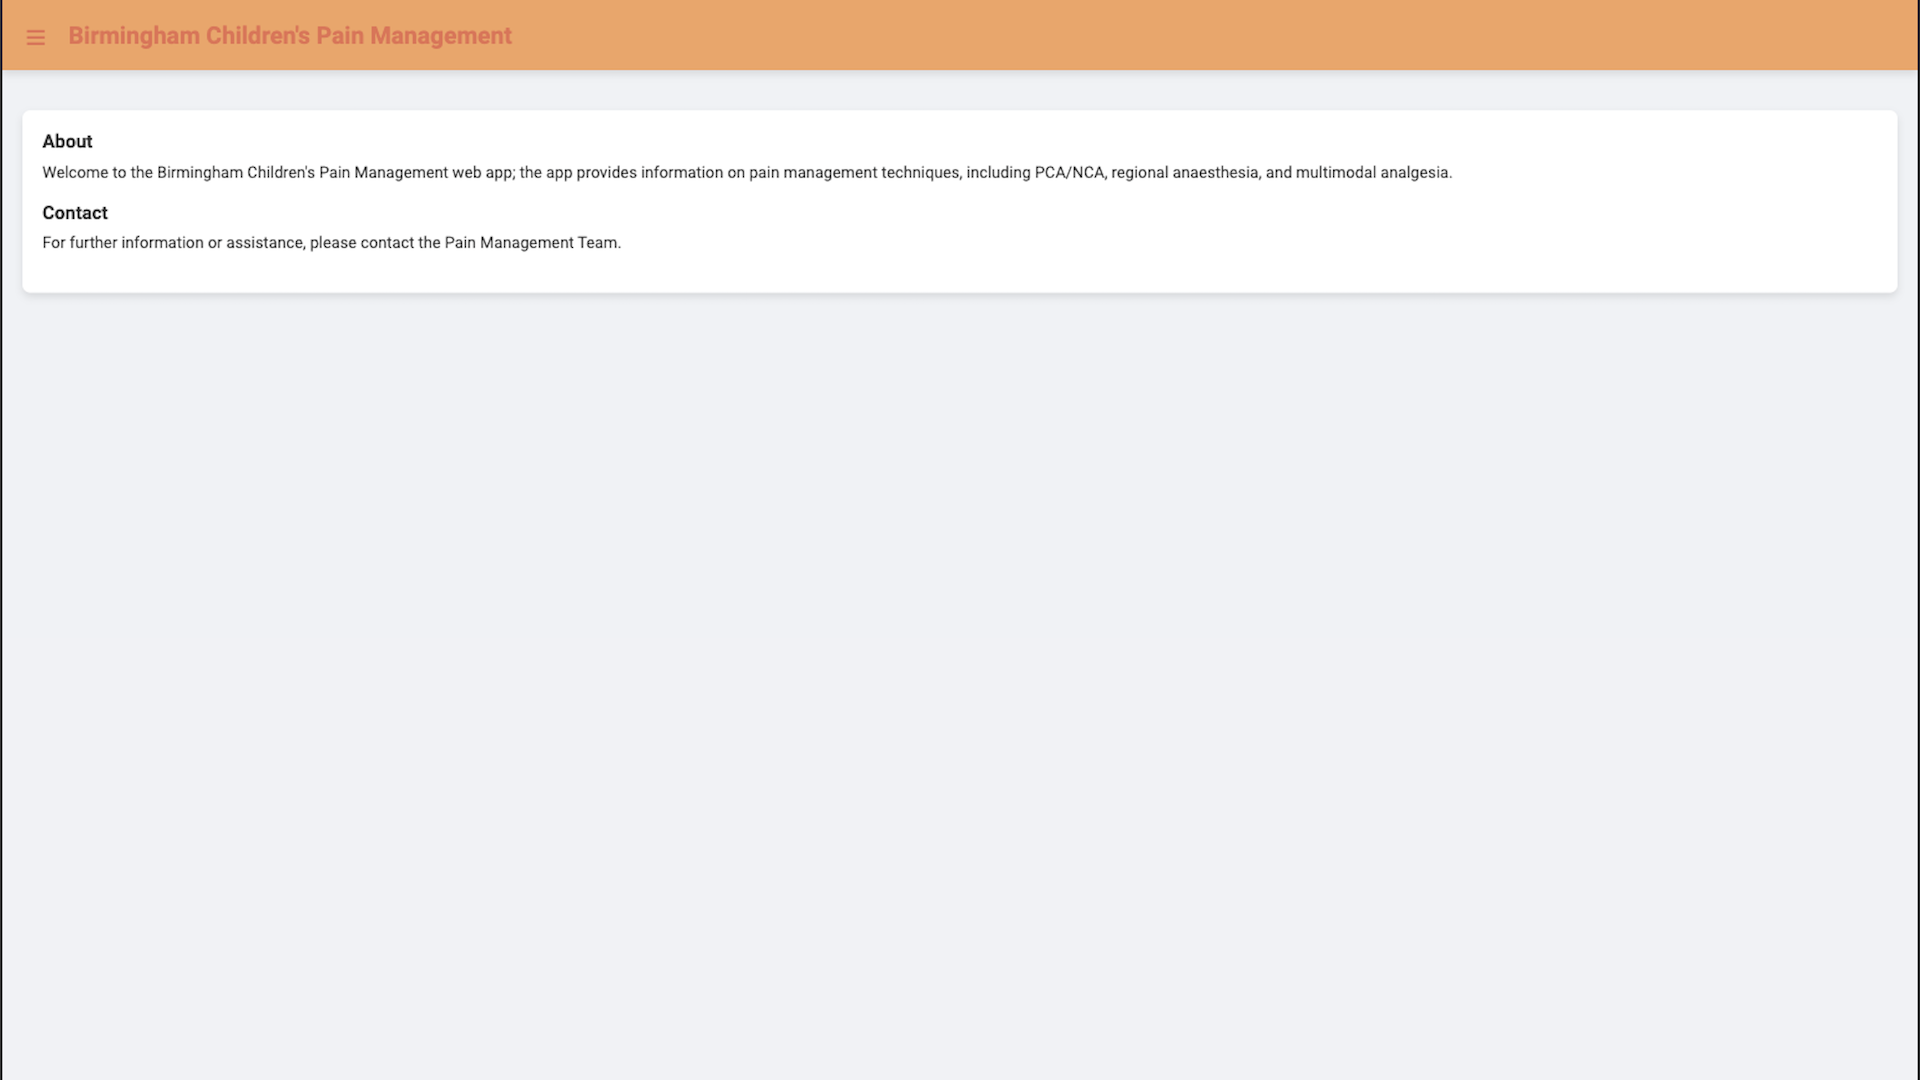 Birmingham Children's Pain Management
About
Welcome to the Birmingham Children's Pain Management web app; the app provides information on pain management techniques, including PCA/NCA, regional anaesthesia, and multimodal analgesia.
Contact
For further information or assistance, please contact the Pain Management Team.